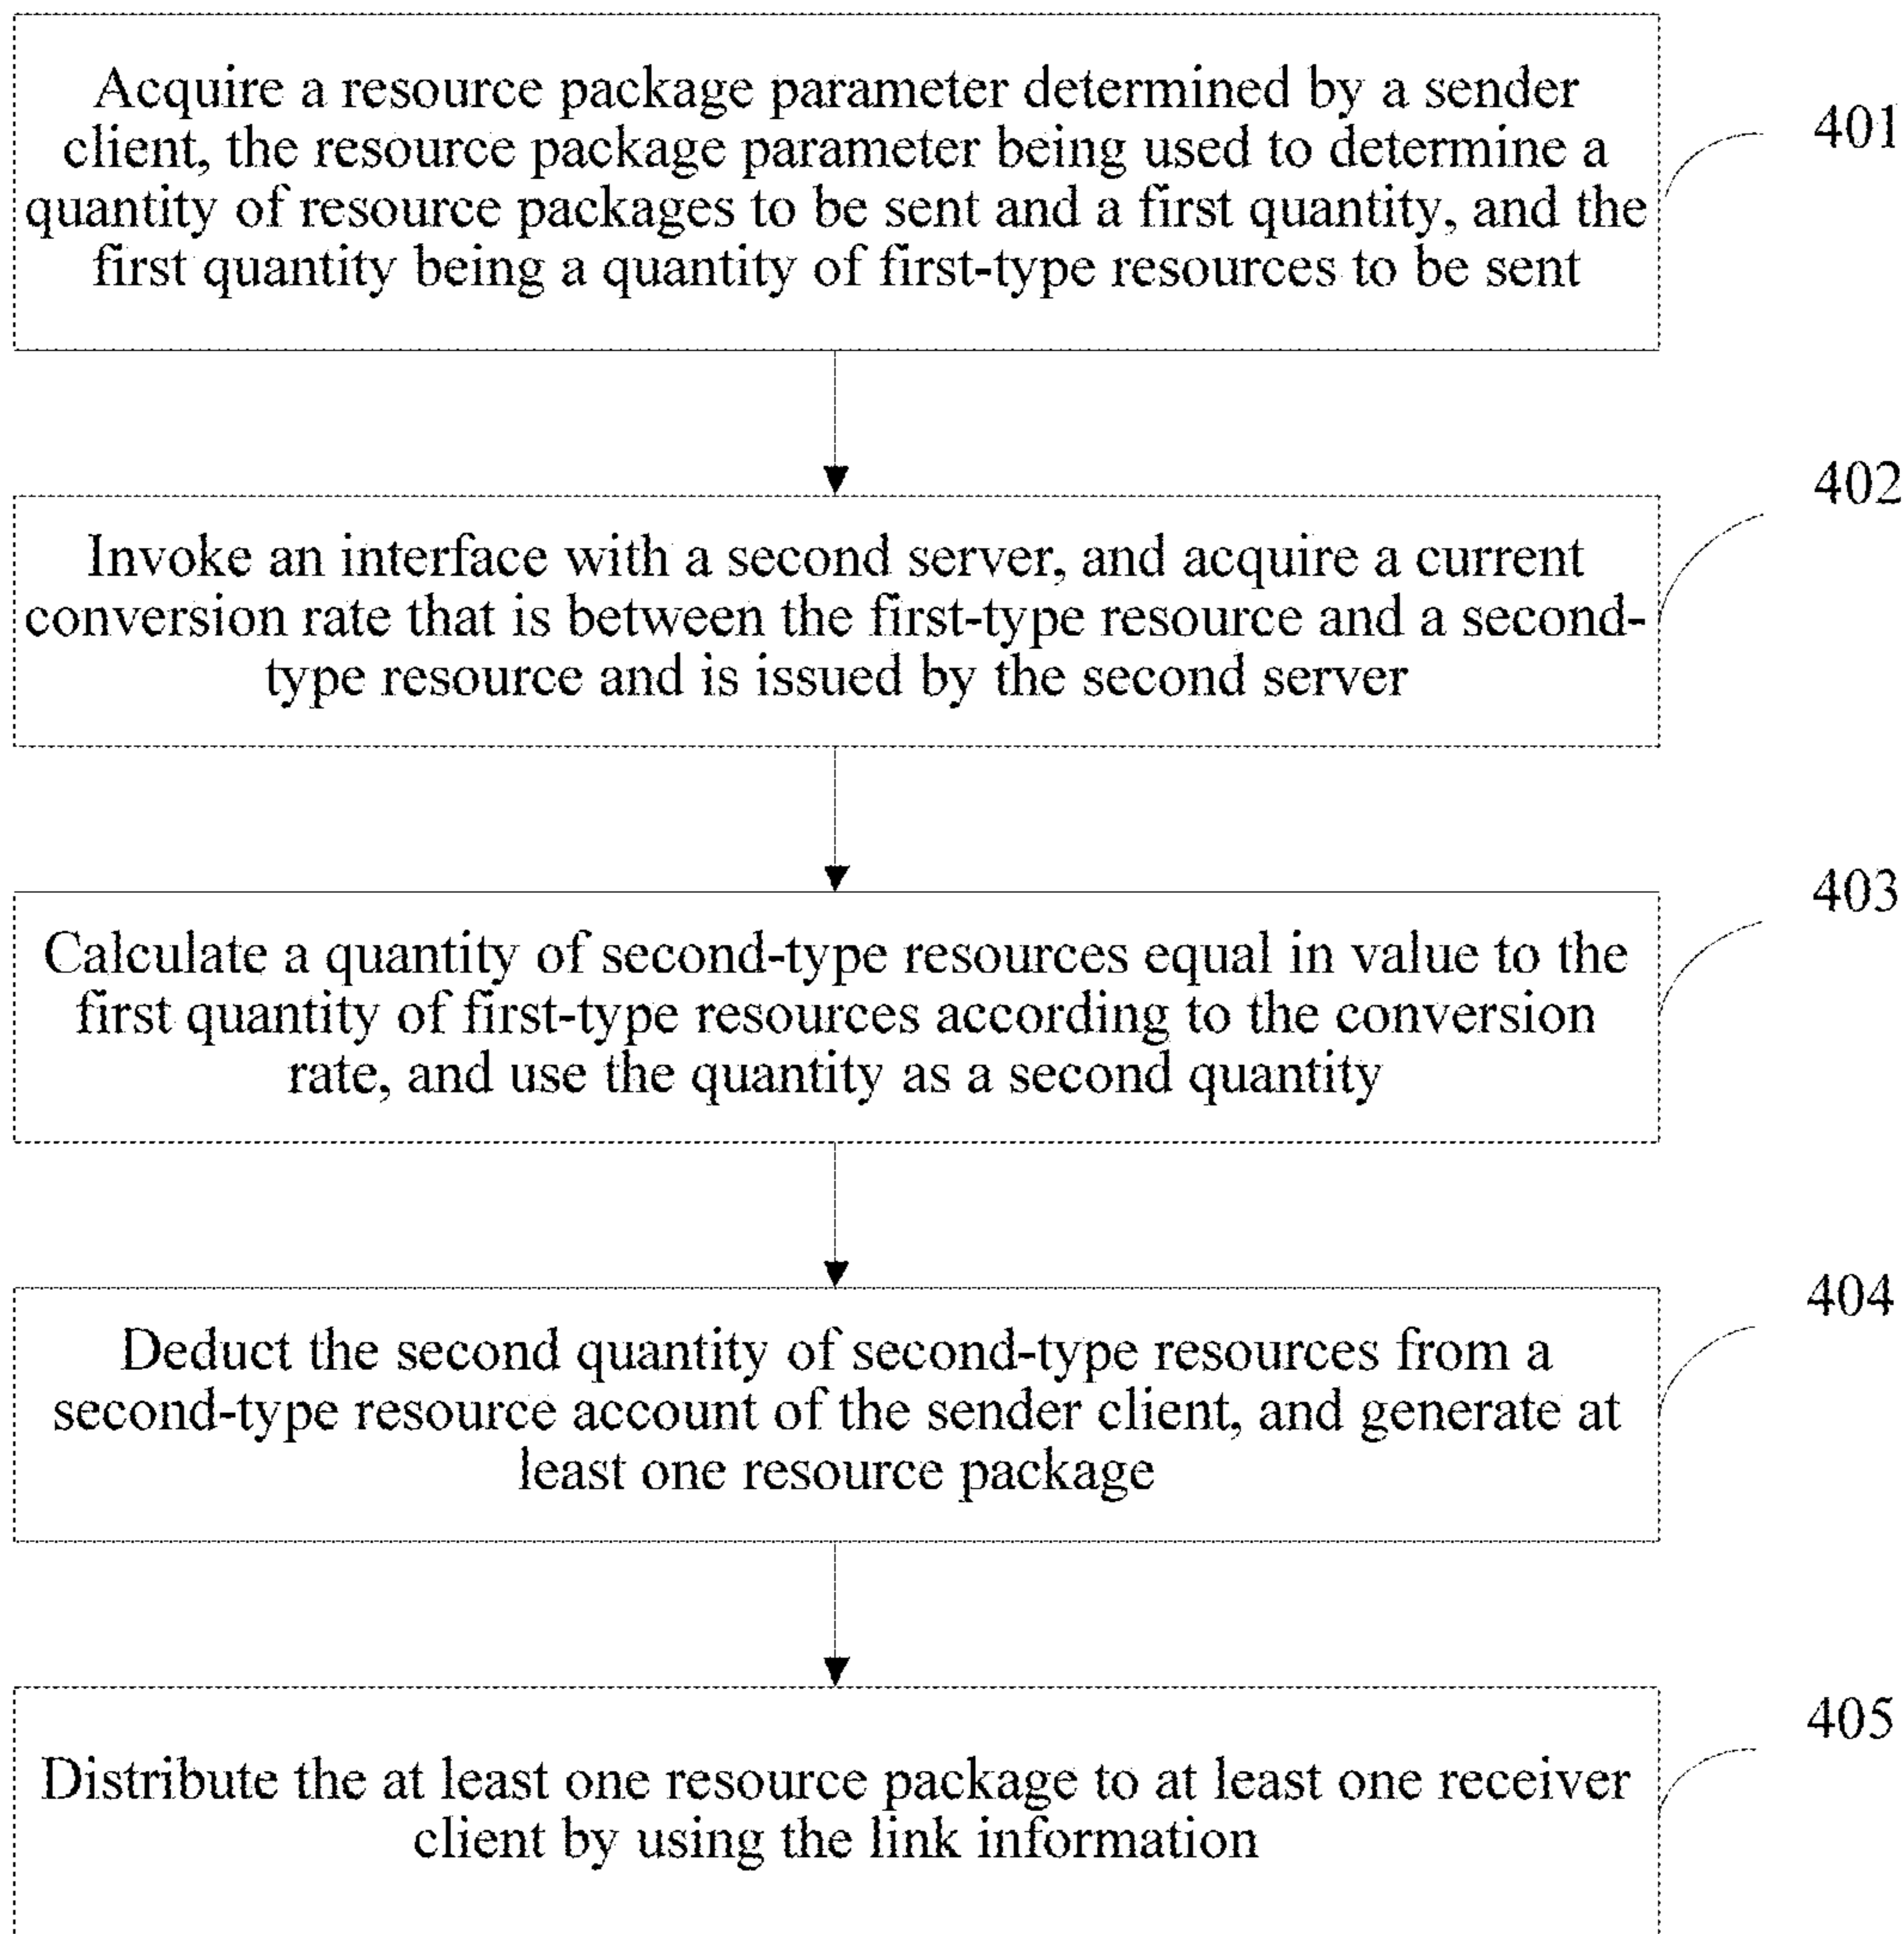 Acquire a resource package parameter determined by a sender
client, the resource package parameter being used to determine a
quantity of resource packages to be sent and a first quantity, and the
first quantity being a quantity of first-type resources to be sent
401
Invoke an interface with a second server, and acquire a current
conversion rate that is between the first-type resource and a second-
type resource and is issued by the second server
402
Calculate a quantity of second-type resources equal in value to the
first quantity of first-type resources according to the conversion
rate, and use the quantity as a second quantity
403
Deduct the second quantity of second-type resources from a
second-type resource account of the sender client, and generate at
least one resource package
404
Distribute the at least one resource package to at least one receiver
client by using the link information
405